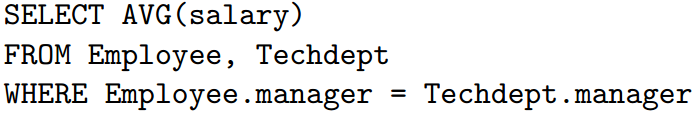 SELECT AVG(salary)
FROM Employee, Techdept
WHERE Employee.manager = Techdept.manager